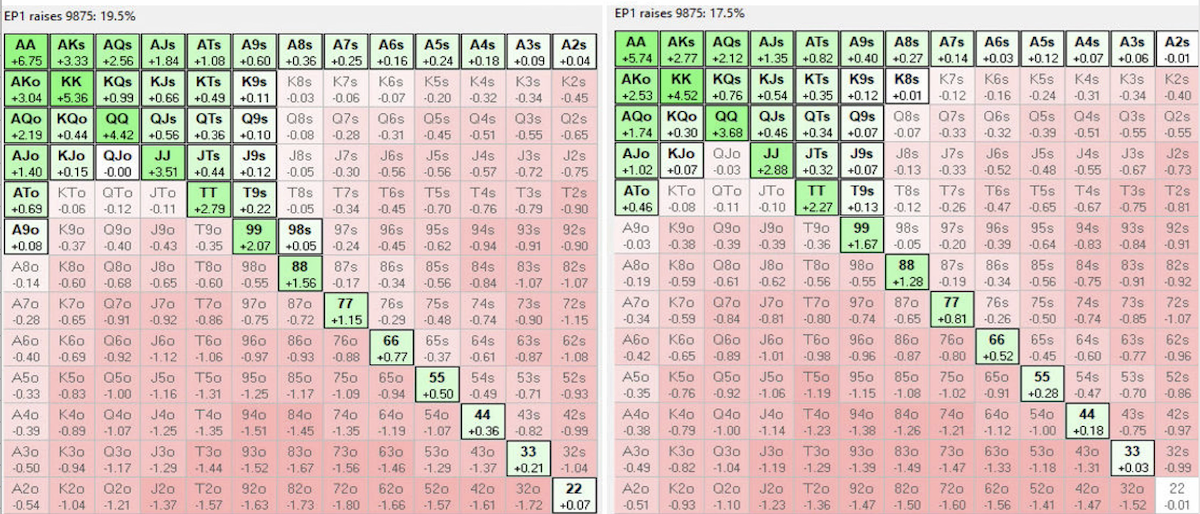 EP1 raises 9875: 19.5%
AA AKs AQs AJs ATs A9s A8s A7s A6s A5s A4s A3s A2s
+6.75 +3.33 +2.56 +1.84 +1.08 +0.60 +0.36 +0.25 +0.16 +0.24 +0.18 +0.09 +0.04
AKo KK KQs KJs KTs K9s K8s K7s K6s K5s K4s K3s K2s
+3.04 +5.36 +0.99 +0.66 +0.49 +0.11 -0.03 -0.06 -0.07 -0.20 -0.32 -0.34 -0.45
AQo KQo QQ QJs QTs Q9s Q8s Q7s Q6s Q5s Q4s Q3s Q2s
+2.19 +0.44 +4.42 +0.56 +0.36 +0.10 -0.08 -0.28 -0.31 -0.45 -0.51 -0.55 -0.65
AJo KJo QJo JJ JTs J9s J8s J7s J6s J5s J4s J3s J2s
+1.40 +0.15 -0.00 +3.51 +0.44 +0.12 -0.05 -0.30 -0.56 -0.56 -0.57 -0.72 -0.75
ATo KTo QTo JTo TT T9s T8s T7s T6s T5s T4s T3s T2s
+0.69 -0.06 -0.12 -0.11 +2.79 +0.22 -0.05 -0.34 -0.45 -0.70 -0.76 -0.79 -0.90
A9o K9o Q9o J9o T9o 99 98s 97s 96s 95s 94s 93s 92s
+0.08 -0.37 -0.40 -0.43 -0.35 +2.07 +0.05 -0.24 -0.45 -0.62 -0.94 -0.91 -0.90
A8o K8o Q8o J8o T8o 98o 88 87s 86s 85s 84s 83s 82s
-0.14 -0.60 -0.68 -0.65 -0.60 -0.55 +1.56 -0.17 -0.34 -0.56 -0.84 -1.07 -1.07
A7o K7o Q7o J7o T7o 97o 87o 77 76s 75s 74s 73s 72s
-0.28 -0.65 -0.91 -0.92 -0.86 -0.75 -0.72 +1.15 -0.29 -0.48 -0.74 -0.90 -1.15
A6o K6o Q6o J6o T6o 96o 86o 76o 66 65s 64s 63s 62s
-0.40 -0.69 -0.92 -1.12 -1.06 -0.97 -0.93 -0.88 +0.77 -0.37 -0.61 -0.87 -1.08
A5o K5o Q5o J5o T5o 95o 85o 75o 65o 55 54s 53s 52s
-0.33 -0.83 -1.00 -1.16 -1.31 -1.25 -1.17 -1.09 -0.94 +0.50 -0.49 -0.71 -0.93
A4o K4o Q4o J4o T4o 94o 84o 74o 64o 54o 44 43s 42s
-0.39 -0.89 -1.07 -1.25 -1.35 -1.51 -1.45 -1.35 -1.19 -1.07 +0.36 -0.82 -0.99
A3o K3o Q3o J3o T3o 93o 83o 73o 63o 53o 43o 33 32s
-0.50 -0.94 -1.17 -1.29 -1.44 -1.52 -1.67 -1.56 -1.46 -1.29 -1.37 +0.21 -1.04
A2o K2o Q2o J2o T2o 92o 82o 72o 62o 52o 42o 32o 22
-0.54 -1.04 -1.21 -1.37 -1.57 -1.63 -1.73 -1.80 -1.66 -1.57 -1.61 -1.72 +0.07
EP1 raises 9875: 17.5%
AA AKs AQs AJs ATs A9s A8s A7s A6s A5s A4s A3s A2s
+5.74 +2.77 +2.12 +1.35 +0.82 +0.40 +0.27 +0.14 +0.03 +0.12 +0.07 +0.06 -0.01
AKo KK KQs KJs KTs K9s K8s K7s K6s K5s K4s K3s K2s
+2.53 +4.52 +0.76 +0.54 +0.35 +0.12 +0.01 -0.12 -0.16 -0.24 -0.31 -0.34 -0.40
AQo KQo QQ QJs QTs Q9s Q8s Q7s Q6s Q5s Q4s Q3s Q2s
+1.74 +0.30 +3.68 +0.46 +0.34 +0.07 -0.07 -0.33 -0.32 -0.39 -0.51 -0.55 -0.55
AJo KJo QJo JJ JTs J9s J8s J7s J6s J5s J4s J3s J2s
+1.02 +0.07 -0.03 +2.88 +0.32 +0.07 -0.13 -0.33 -0.52 -0.48 -0.55 -0.67 -0.73
ATo KTo QTo JTo TT T9s T8s T7s T6s T5s T4s T3s T2s
+0.46 -0.08 -0.11 -0.10 +2.27 +0.13 -0.12 -0.26 -0.47 -0.65 -0.67 -0.75 -0.81
A9o K9o Q9o J9o T9o 99 98s 97s 96s 95s 94s 93s 92s
-0.03 -0.38 -0.39 -0.39 -0.36 +1.67 -0.05 -0.20 -0.39 -0.64 -0.83 -0.84 -0.91
A8o K8o Q8o J8o T8o 98o 88 87s 86s 85s 84s 83s 82s
-0.19 -0.59 -0.61 -0.62 -0.56 -0.55 +1.28 -0.19 -0.34 -0.56 -0.75 -0.91 -0.92
A7o K7o Q7o J7o T7o 97o 87o 77 76s 75s 74s 73s 72s
-0.34 -0.59 -0.84 -0.81 -0.80 -0.74 -0.65 +0.81 -0.26 -0.50 -0.74 -0.85 -1.07
A6o K6o Q6o J6o T6o 96o 86o 76o 66 65s 64s 63s 62s
-0.42 -0.65 -0.89 -1.01 -0.98 -0.96 -0.87 -0.80 +0.52 -0.45 -0.60 -0.77 -0.96
A5o K5o Q5o J5o T5o 95o 85o 75o 65o 55 54s 53s 52s
-0.35 -0.76 -0.92 -1.06 -1.19 -1.15 -1.08 -1.02 -0.91 +0.28 -0.47 -0.70 -0.86
A4o K4o Q4o J4o T4o 94o 84o 74o 64o 54o 44 43s 42s
-0.38 -0.79 -1.00 -1.14 -1.23 -1.38 -1.26 -1.21 -1.12 -1.00 +0.18 -0.75 -0.97
A3o K3o Q3o J3o T3o 93o 83o 73o 63o 53o 43o 33 32s
-0.49 -0.82 -1.04 -1.19 -1.29 -1.39 -1.49 -1.47 -1.33 -1.18 -1.31 +0.03 -0.99
A2o K2o Q2o J2o T2o 92o 82o 72o 62o 52o 42o 32o 22
-0.51 -0.93 -1.10 -1.23 -1.36 -1.47 -1.50 -1.60 -1.56 -1.41 -1.47 -1.52 -0.01